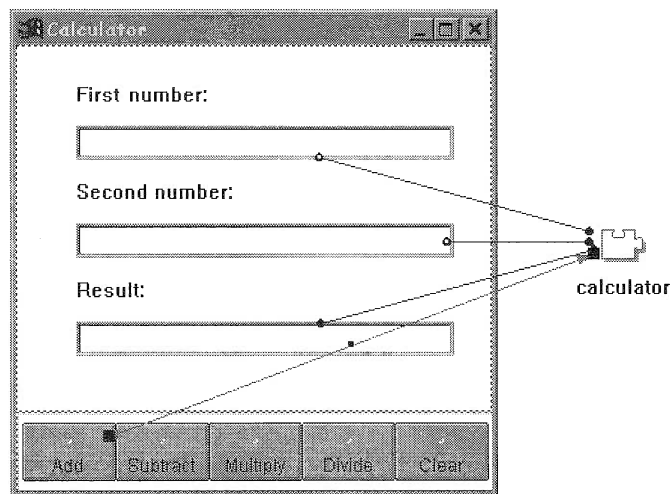 Calculator
First number:
Second number:
Result:
calculator
Add Subtract Multiply Divide Clear